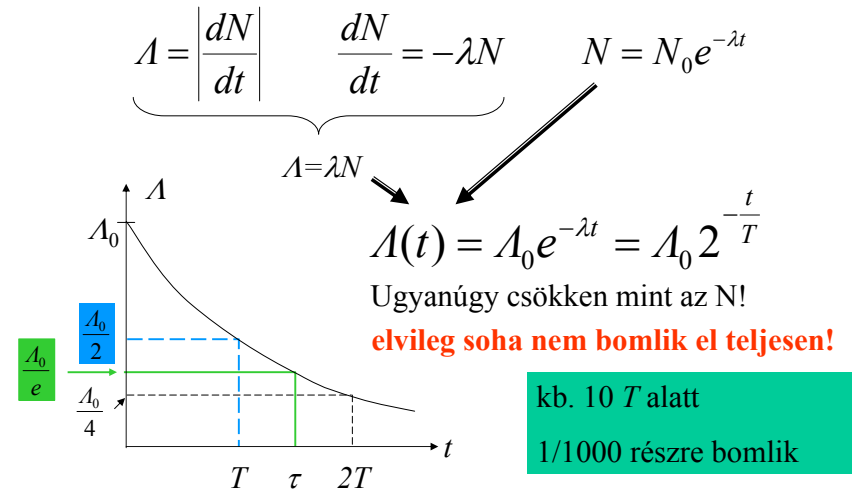 Λ = |dN/dt|    dN/dt = −λN    N = N₀e^{−λt}
Λ=λN
Λ(t) = Λ₀e^{−λt} = Λ₀2^{−t/T}
Ugyanúgy csökken mint az N!
elvileg soha nem bomlik el teljesen!
kb. 10 T alatt
1/1000 részre bomlik
Λ
Λ₀
Λ₀/2
Λ₀/e
Λ₀/4
t
T τ 2T